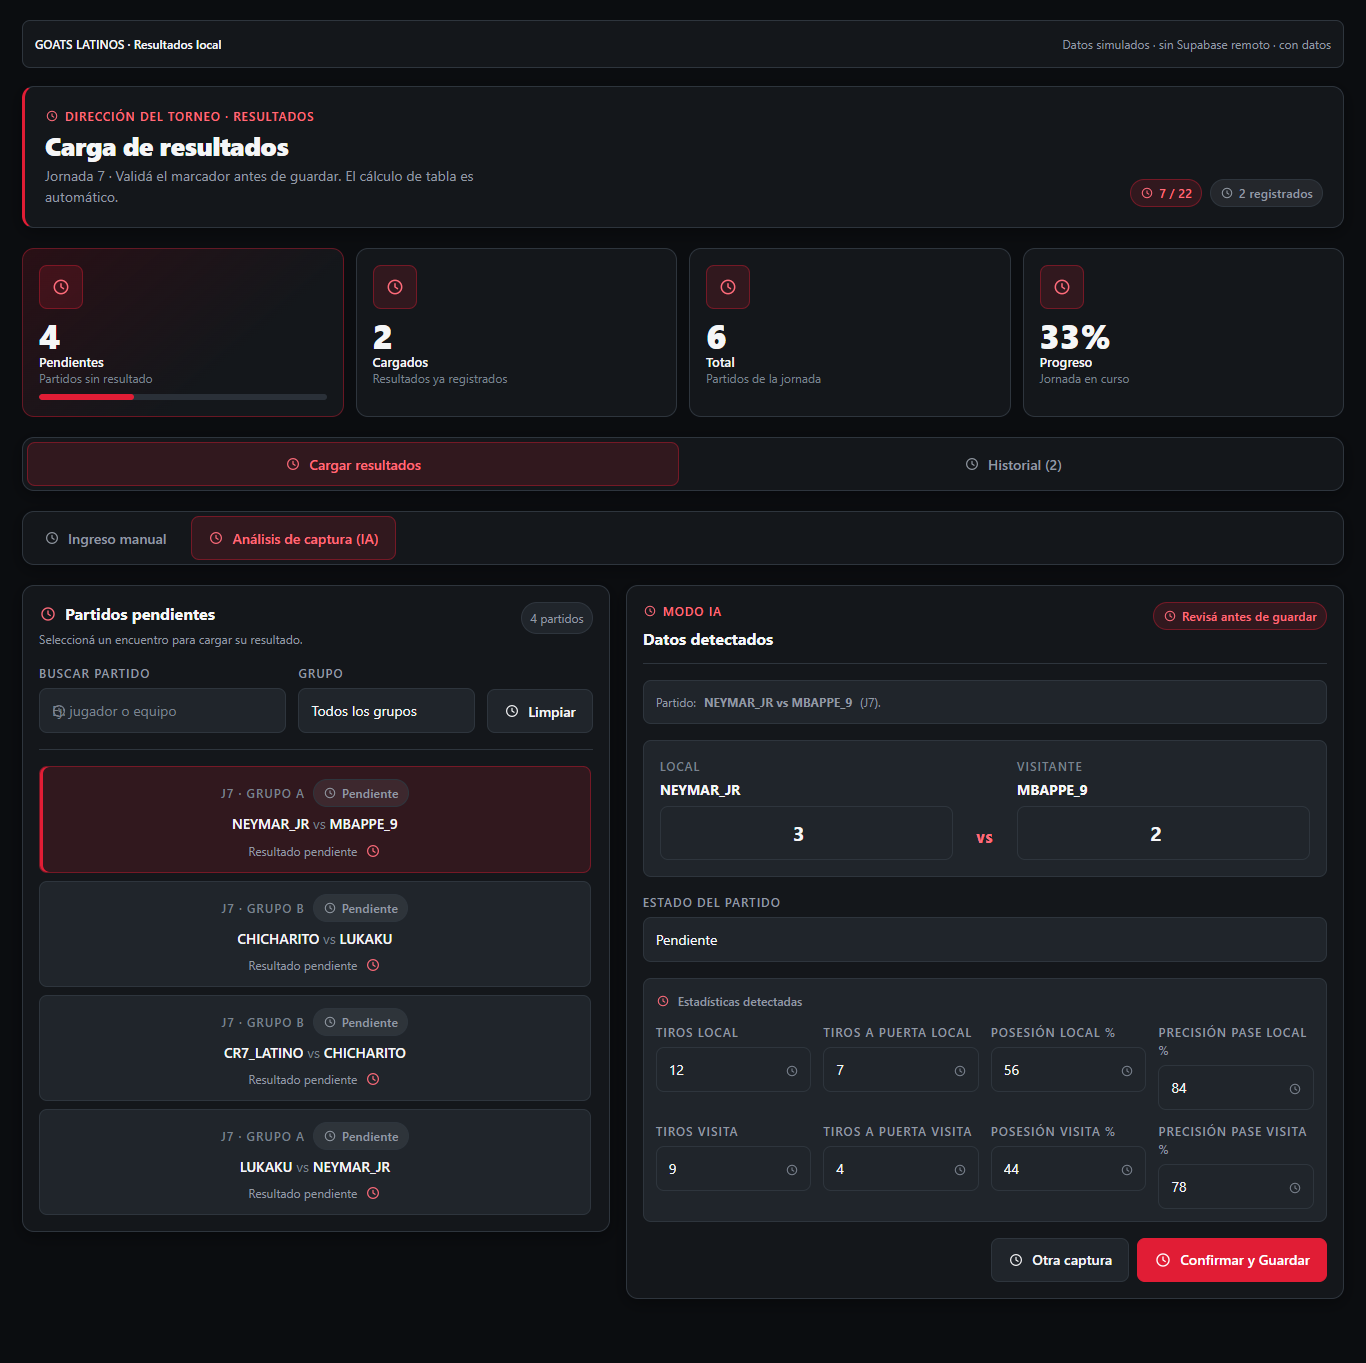 GOATS LATINOS · Resultados local
Datos simulados · sin Supabase remoto · con datos
DIRECCIÓN DEL TORNEO · RESULTADOS
Carga de resultados
Jornada 7 · Validá el marcador antes de guardar. El cálculo de tabla es
automático.
7 / 22
2 registrados
4
Pendientes
Partidos sin resultado
2
Cargados
Resultados ya registrados
6
Total
Partidos de la jornada
33%
Progreso
Jornada en curso
Cargar resultados
Historial (2)
Ingreso manual
Análisis de captura (IA)
Partidos pendientes
4 partidos
Seleccioná un encuentro para cargar su resultado.
BUSCAR PARTIDO
GRUPO
jugador o equipo
Todos los grupos
Limpiar
J7 · GRUPO A
Pendiente
NEYMAR_JR vs MBAPPE_9
Resultado pendiente
J7 · GRUPO B
Pendiente
CHICHARITO vs LUKAKU
Resultado pendiente
J7 · GRUPO B
Pendiente
CR7_LATINO vs CHICHARITO
Resultado pendiente
J7 · GRUPO A
Pendiente
LUKAKU vs NEYMAR_JR
Resultado pendiente
MODO IA
Datos detectados
Revisá antes de guardar
Partido: NEYMAR_JR vs MBAPPE_9 (J7).
LOCAL
NEYMAR_JR
3
vs
VISITANTE
MBAPPE_9
2
ESTADO DEL PARTIDO
Pendiente
Estadísticas detectadas
TIROS LOCAL
12
TIROS A PUERTA LOCAL
7
POSESIÓN LOCAL %
56
PRECISIÓN PASE LOCAL
%
84
TIROS VISITA
9
TIROS A PUERTA VISITA
4
POSESIÓN VISITA %
44
PRECISIÓN PASE VISITA
%
78
Otra captura
Confirmar y Guardar